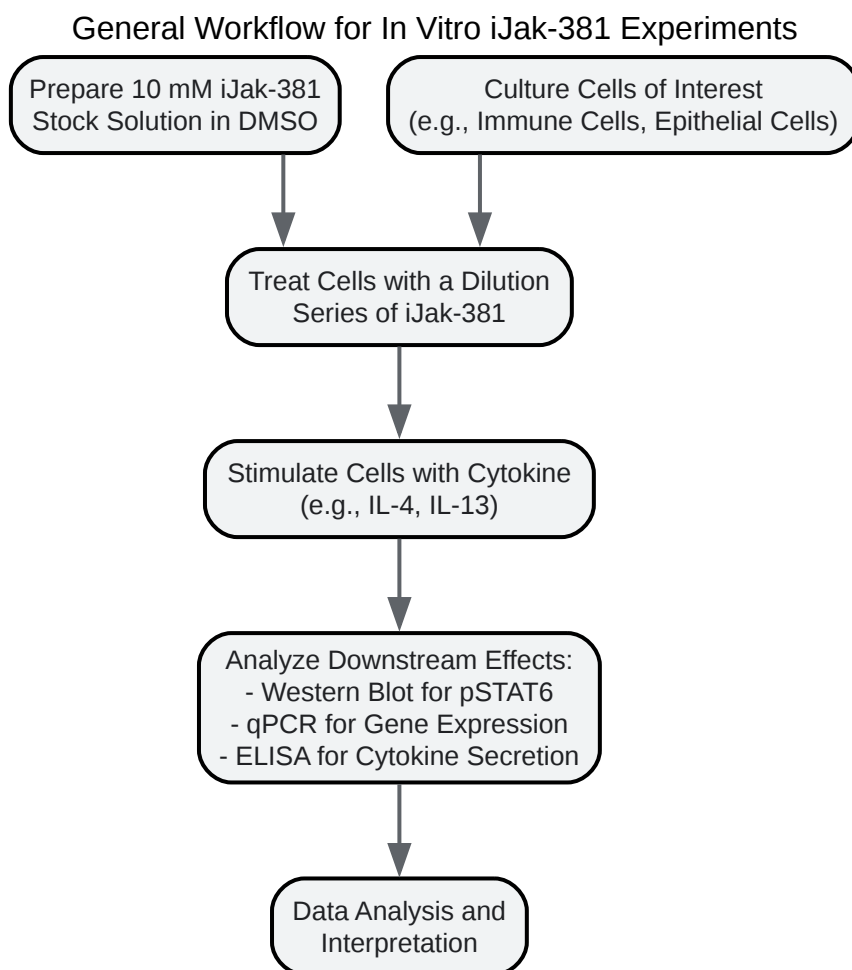 General Workflow for In Vitro iJak-381 Experiments
Prepare 10 mM iJak-381
Stock Solution in DMSO
Culture Cells of Interest
(e.g., Immune Cells, Epithelial Cells)
Treat Cells with a Dilution
Series of iJak-381
Stimulate Cells with Cytokine
(e.g., IL-4, IL-13)
Analyze Downstream Effects:
- Western Blot for pSTAT6
- qPCR for Gene Expression
- ELISA for Cytokine Secretion
Data Analysis and
Interpretation